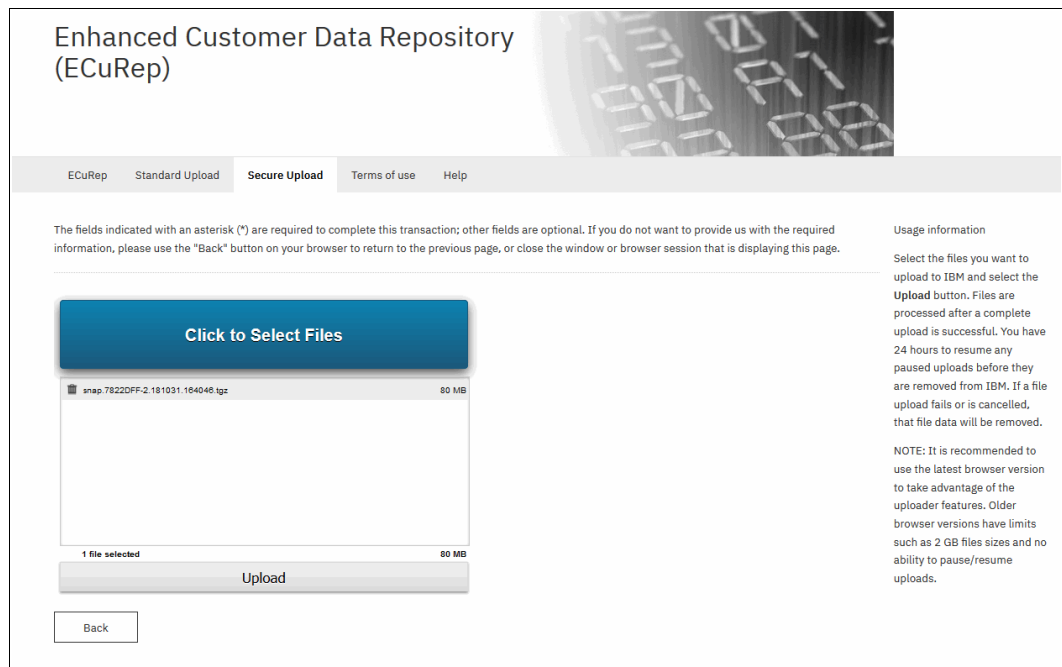 Enhanced Customer Data Repository
(ECuRep)
ECuRep Standard Upload Secure Upload Terms of use Help
The fields indicated with an asterisk (*) are required to complete this transaction; other fields are optional. If you do not want to provide us with the required
information, please use the "Back" button on your browser to return to the previous page, or close the window or browser session that is displaying this page.
Click to Select Files
snap.7822DFF-2.181031.164046.tgz 80 MB
1 file selected 80 MB
Upload
Back
Usage information
Select the files you want to
upload to IBM and select the
Upload button. Files are
processed after a complete
upload is successful. You have
24 hours to resume any
paused uploads before they
are removed from IBM. If a file
upload fails or is cancelled,
that file data will be removed.
NOTE: It is recommended to
use the latest browser version
to take advantage of the
uploader features. Older
browser versions have limits
such as 2 GB files sizes and no
ability to pause/resume
uploads.